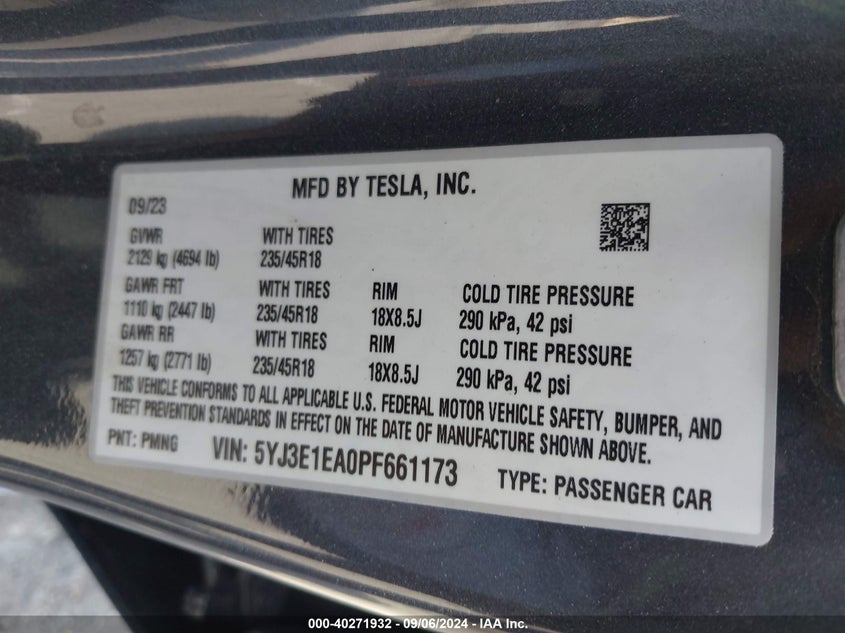 MFD BY TESLA, INC.
09/23
GVWR WITH TIRES
2129 kg (4694 lb) 235/45R18
GAWR FRT WITH TIRES RIM COLD TIRE PRESSURE
1110 kg (2447 lb) 235/45R18 18X8.5J 290 kPa, 42 psi
GAWR RR WITH TIRES RIM COLD TIRE PRESSURE
1257 kg (2771 lb) 235/45R18 18X8.5J 290 kPa, 42 psi
THIS VEHICLE CONFORMS TO ALL APPLICABLE U.S. FEDERAL MOTOR VEHICLE SAFETY, BUMPER, AND
THEFT PREVENTION STANDARDS IN EFFECT ON THE DATE OF MANUFACTURE SHOWN ABOVE.
PNT: PMNG VIN: 5YJ3E1EA0PF661173 TYPE: PASSENGER CAR
000-40271932 - 09/06/2024 - IAA Inc.